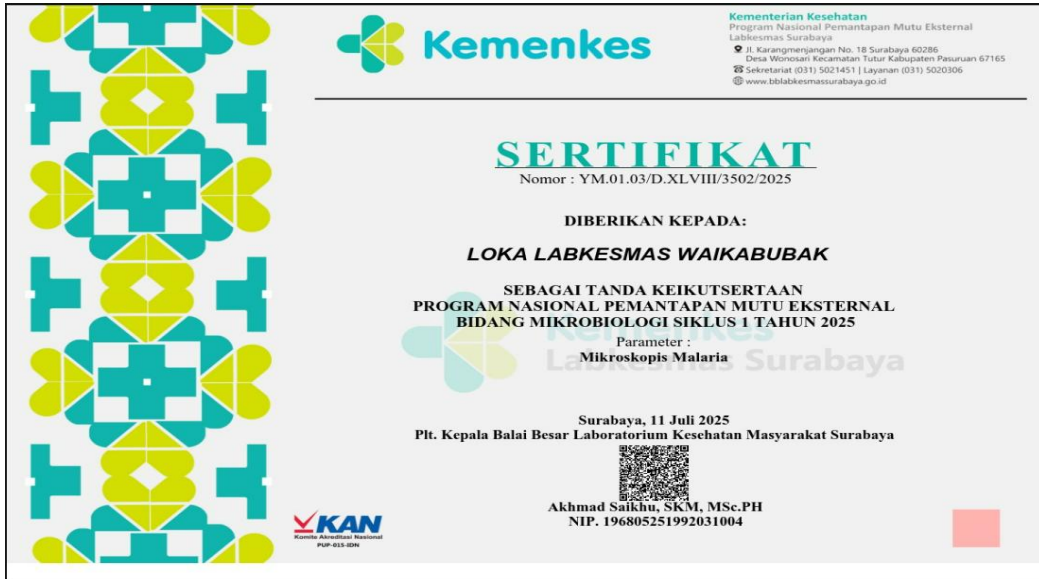 Kemenkes
Kementerian Kesehatan
Program Nasional Pemantapan Mutu Eksternal
Labkesmas Surabaya
Jl. Karangmenjangan No. 18 Surabaya 60286
Desa Wonosari Kecamatan Tutur Kabupaten Pasuruan 67165
Sekretariat (031) 5021451 | Layanan (031) 5020306
www.bblabkesmassurabaya.go.id
SERTIFIKAT
Nomor : YM.01.03/D.XLVIII/3502/2025
DIBERIKAN KEPADA:
LOKA LABKESMAS WAIKABUBAK
SEBAGAI TANDA KEIKUTSERTAAN
PROGRAM NASIONAL PEMANTAPAN MUTU EKSTERNAL
BIDANG MIKROBIOLOGI SIKLUS 1 TAHUN 2025
Kemenkes
Parameter :
Mikroskopis Malaria
Labkesmas Surabaya
Surabaya, 11 Juli 2025
Plt. Kepala Balai Besar Laboratorium Kesehatan Masyarakat Surabaya
Akhmad Saikhu, SKM, MSc.PH
NIP. 196805251992031004
KAN
Komite Akreditasi Nasional
PUP-015-IDN